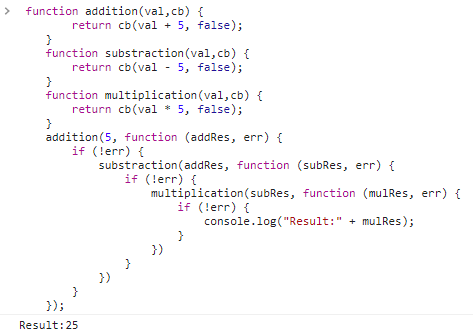 > function addition(val,cb) {
return cb(val + 5, false);
}
function substraction(val,cb) {
return cb(val - 5, false);
}
function multiplication(val,cb) {
return cb(val * 5, false);
}
addition(5, function (addRes, err) {
if (!err) {
substraction(addRes, function (subRes, err) {
if (!err) {
multiplication(subRes, function (mulRes, err) {
if (!err) {
console.log("Result:" + mulRes);
}
})
}
})
}
});
Result:25